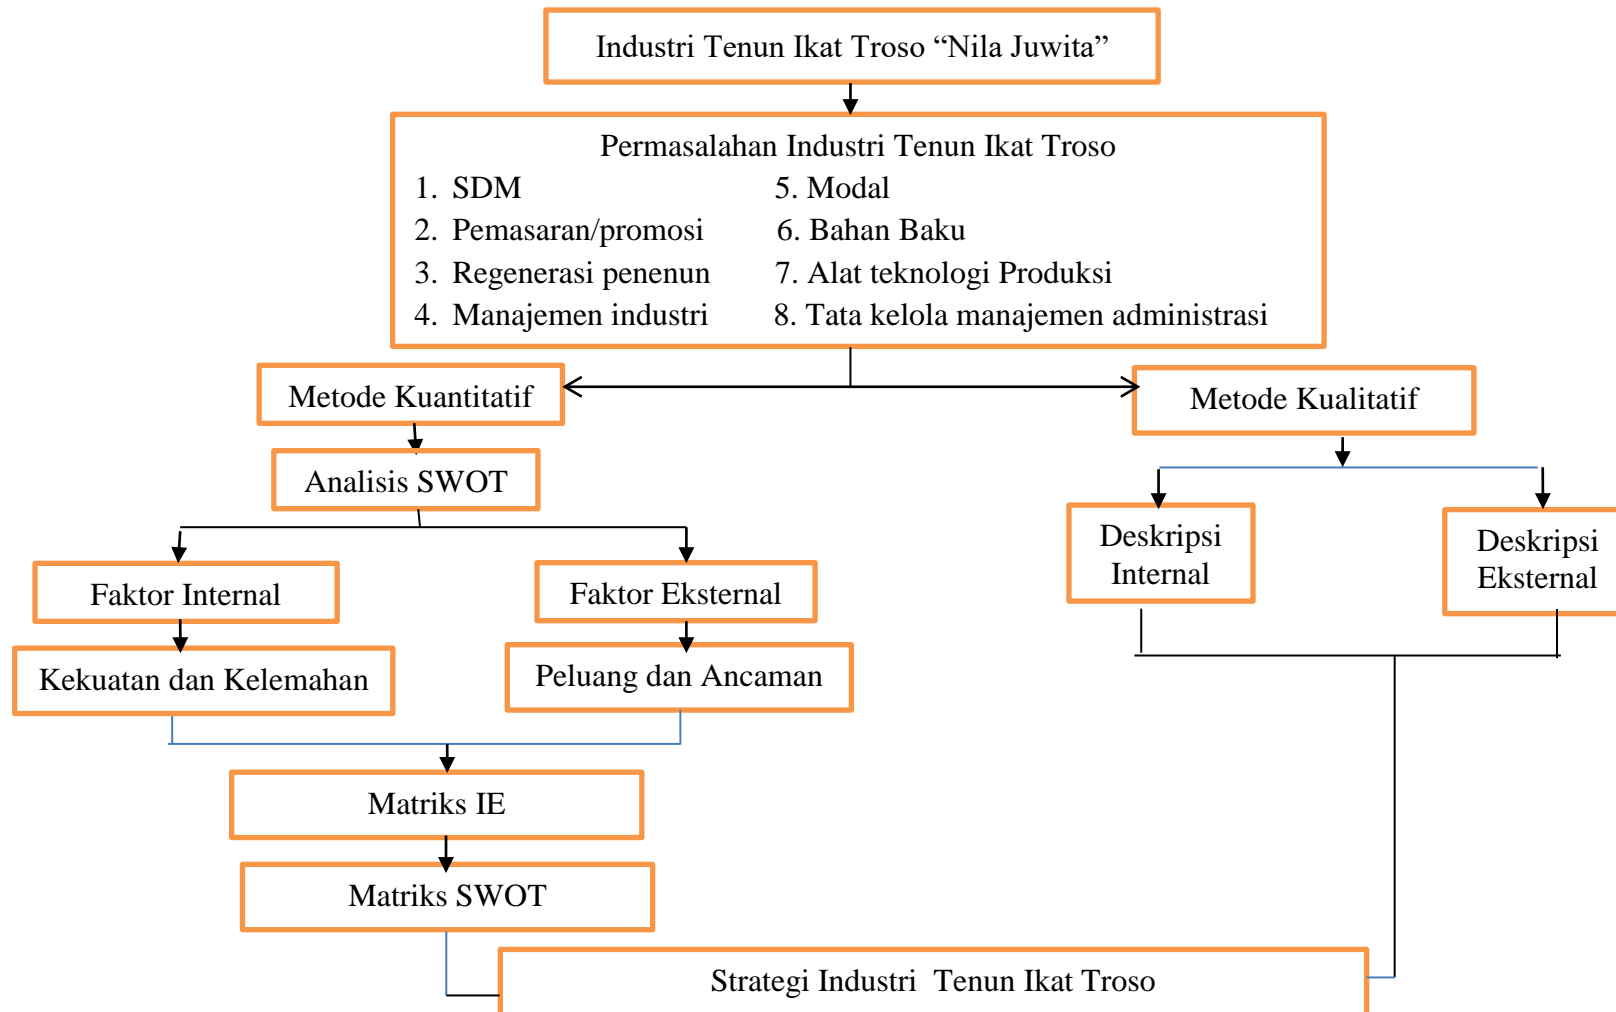 Industri Tenun Ikat Troso “Nila Juwita”
Permasalahan Industri Tenun Ikat Troso
1. SDM
2. Pemasaran/promosi
3. Regenerasi penenun
4. Manajemen industri
5. Modal
6. Bahan Baku
7. Alat teknologi Produksi
8. Tata kelola manajemen administrasi
Metode Kuantitatif
Metode Kualitatif
Analisis SWOT
Deskripsi
Internal
Deskripsi
Eksternal
Faktor Internal
Faktor Eksternal
Kekuatan dan Kelemahan
Peluang dan Ancaman
Matriks IE
Matriks SWOT
Strategi Industri  Tenun Ikat Troso